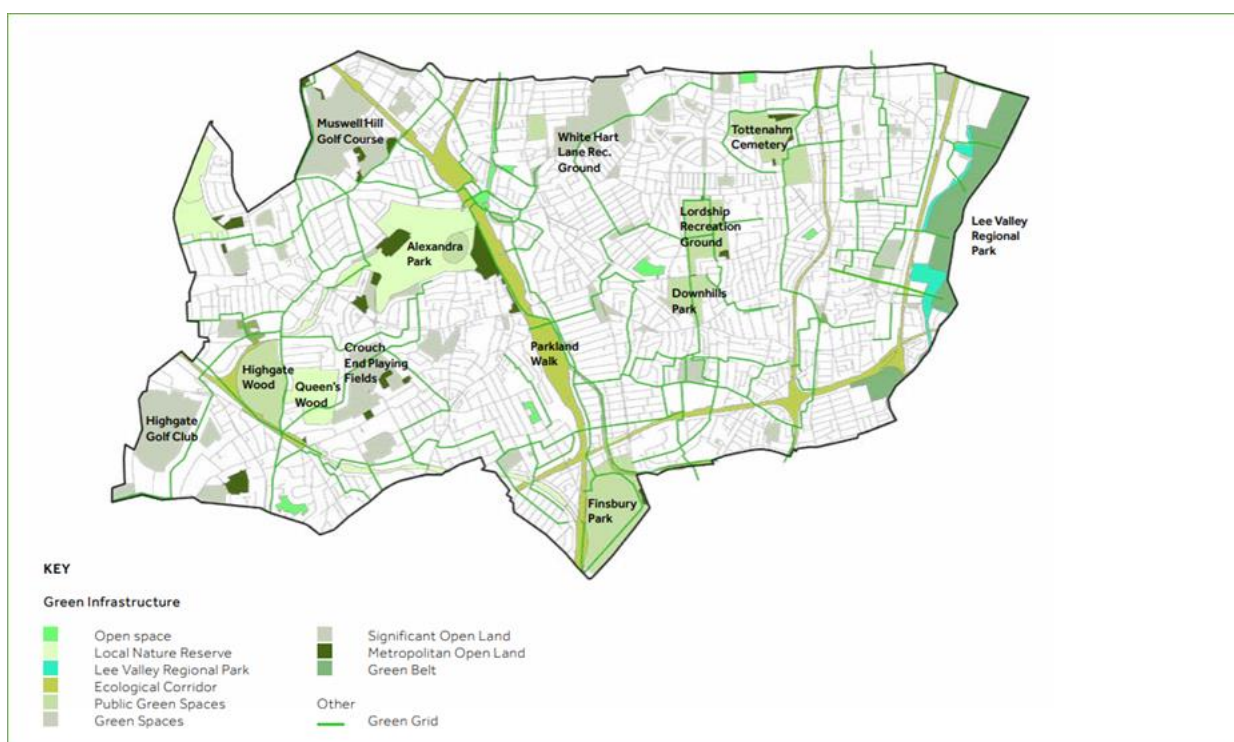 Muswell Hill
Golf Course
White Hart
Lane Rec.
Ground
Tottenahm
Cemetery
Lordship
Recreation
Ground
Lee Valley
Regional
Park
Alexandra
Park
Downhills
Park
Crouch
End Playing
Fields
Parkland
Walk
Highgate
Wood
Queen's
Wood
Highgate
Golf Club
Finsbury
Park
KEY
Green Infrastructure
Open space
Local Nature Reserve
Lee Valley Regional Park
Ecological Corridor
Public Green Spaces
Green Spaces
Significant Open Land
Metropolitan Open Land
Green Belt
Other
Green Grid